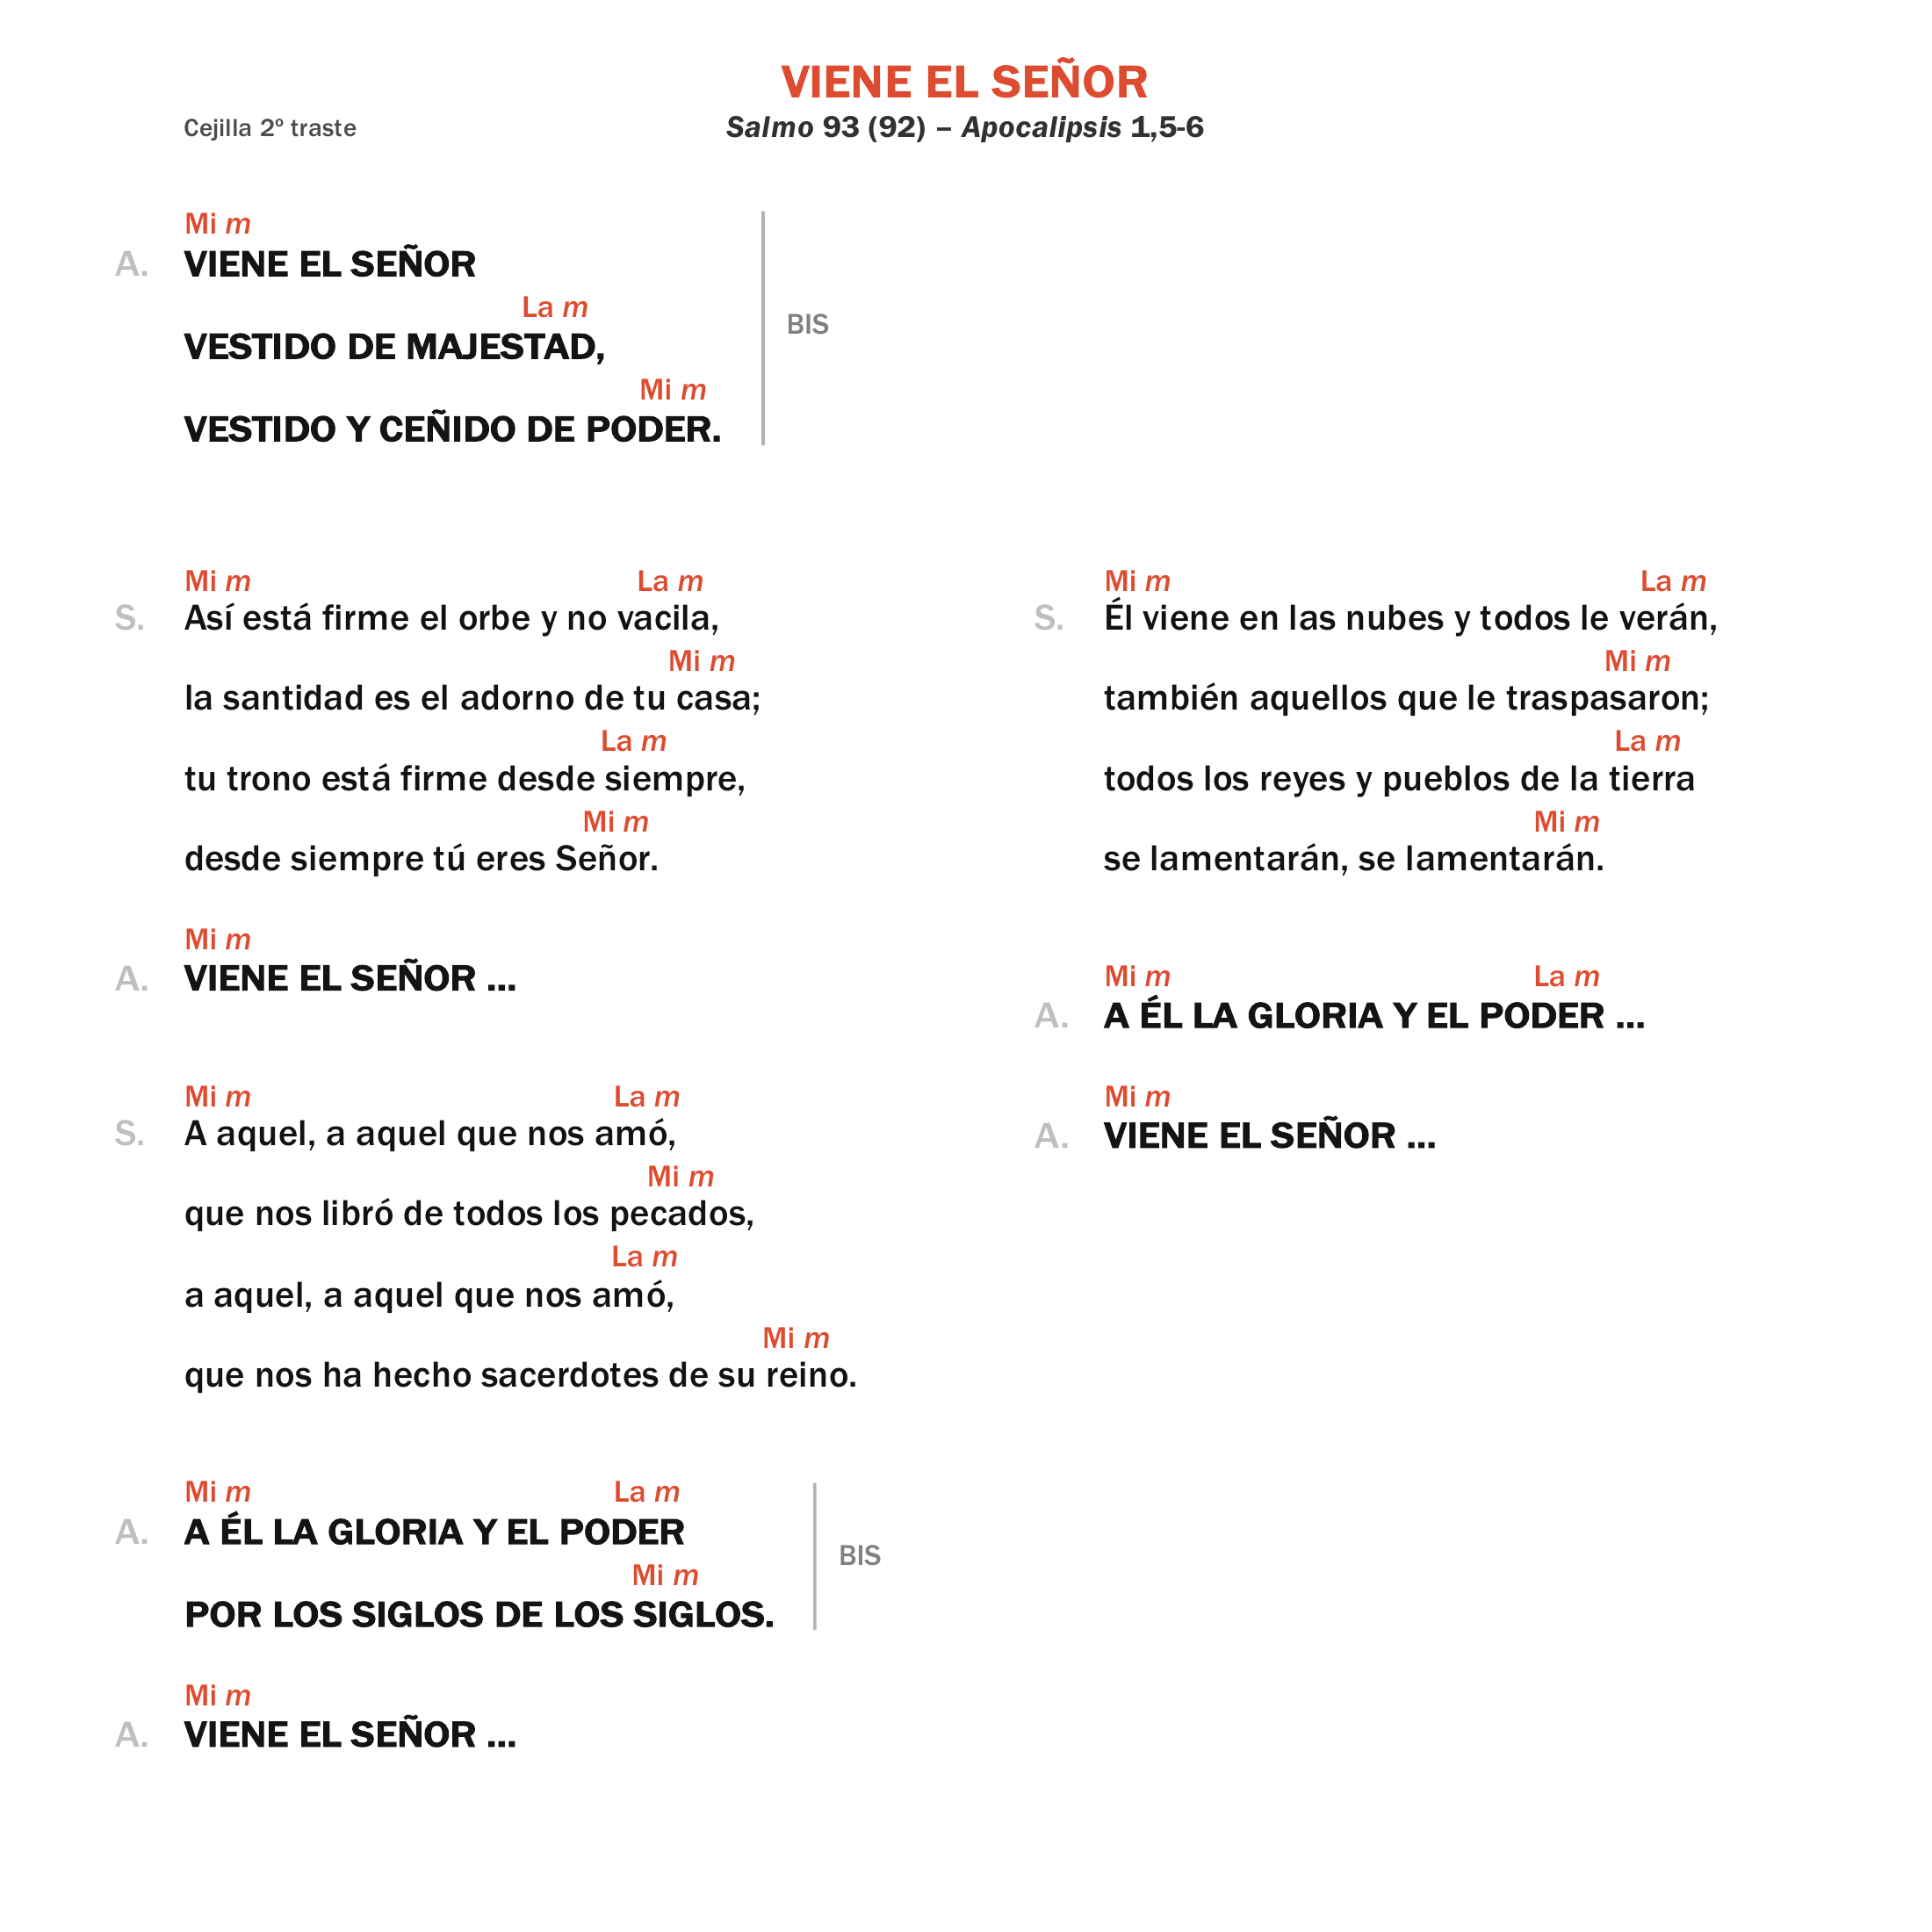 VIENE EL SEÑOR
Cejilla 2º traste
Salmo 93 (92) – Apocalipsis 1,5-6
Mi m
A. VIENE EL SEÑOR
La m
VESTIDO DE MAJESTAD,
Mi m
VESTIDO Y CEÑIDO DE PODER.
BIS
Mi m La m
S. Así está firme el orbe y no vacila,
Mi m
la santidad es el adorno de tu casa;
La m
tu trono está firme desde siempre,
Mi m
desde siempre tú eres Señor.
Mi m
A. VIENE EL SEÑOR ...
Mi m La m
S. A aquel, a aquel que nos amó,
Mi m
que nos libró de todos los pecados,
La m
a aquel, a aquel que nos amó,
Mi m
que nos ha hecho sacerdotes de su reino.
Mi m La m
A. A ÉL LA GLORIA Y EL PODER
Mi m
POR LOS SIGLOS DE LOS SIGLOS.
BIS
Mi m
A. VIENE EL SEÑOR ...
Mi m La m
S. Él viene en las nubes y todos le verán,
Mi m
también aquellos que le traspasaron;
La m
todos los reyes y pueblos de la tierra
Mi m
se lamentarán, se lamentarán.
Mi m La m
A. A ÉL LA GLORIA Y EL PODER ...
Mi m
A. VIENE EL SEÑOR ...